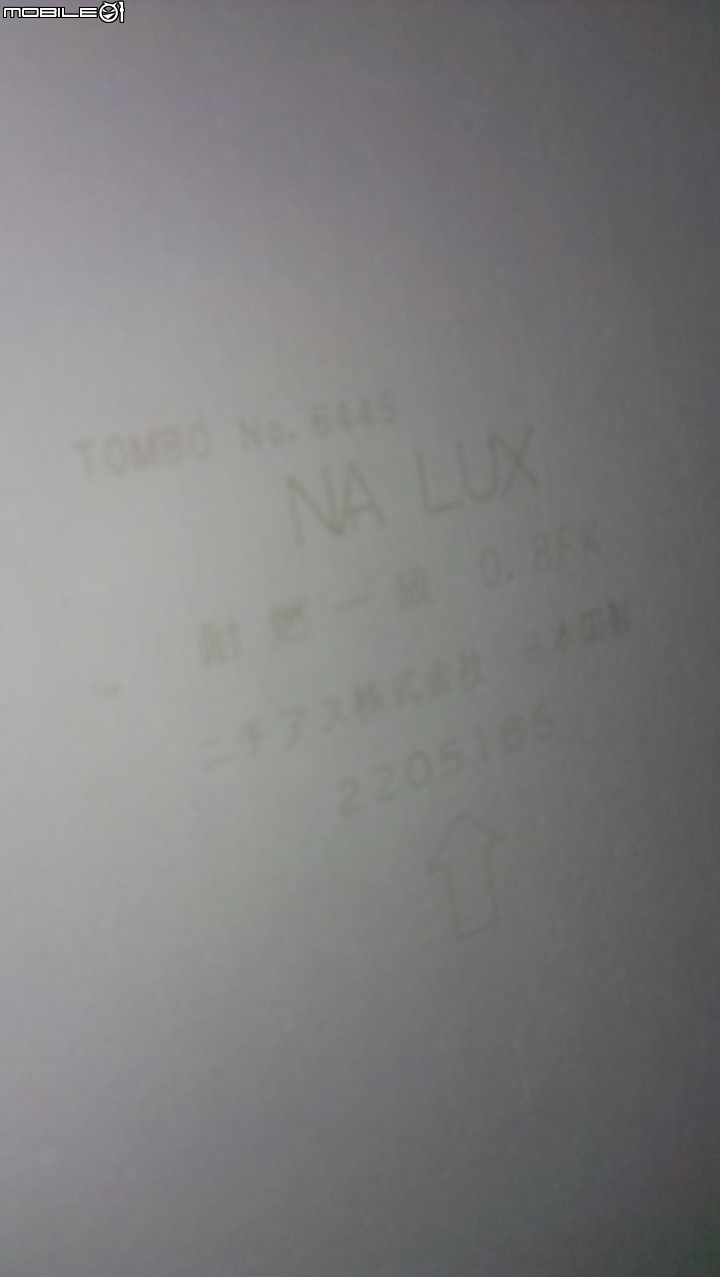 MOBILE01
TOMBO No. 6445
NA LUX
耐燃一級 0.8FK
ニチアス株式会社 日本国製
2205165